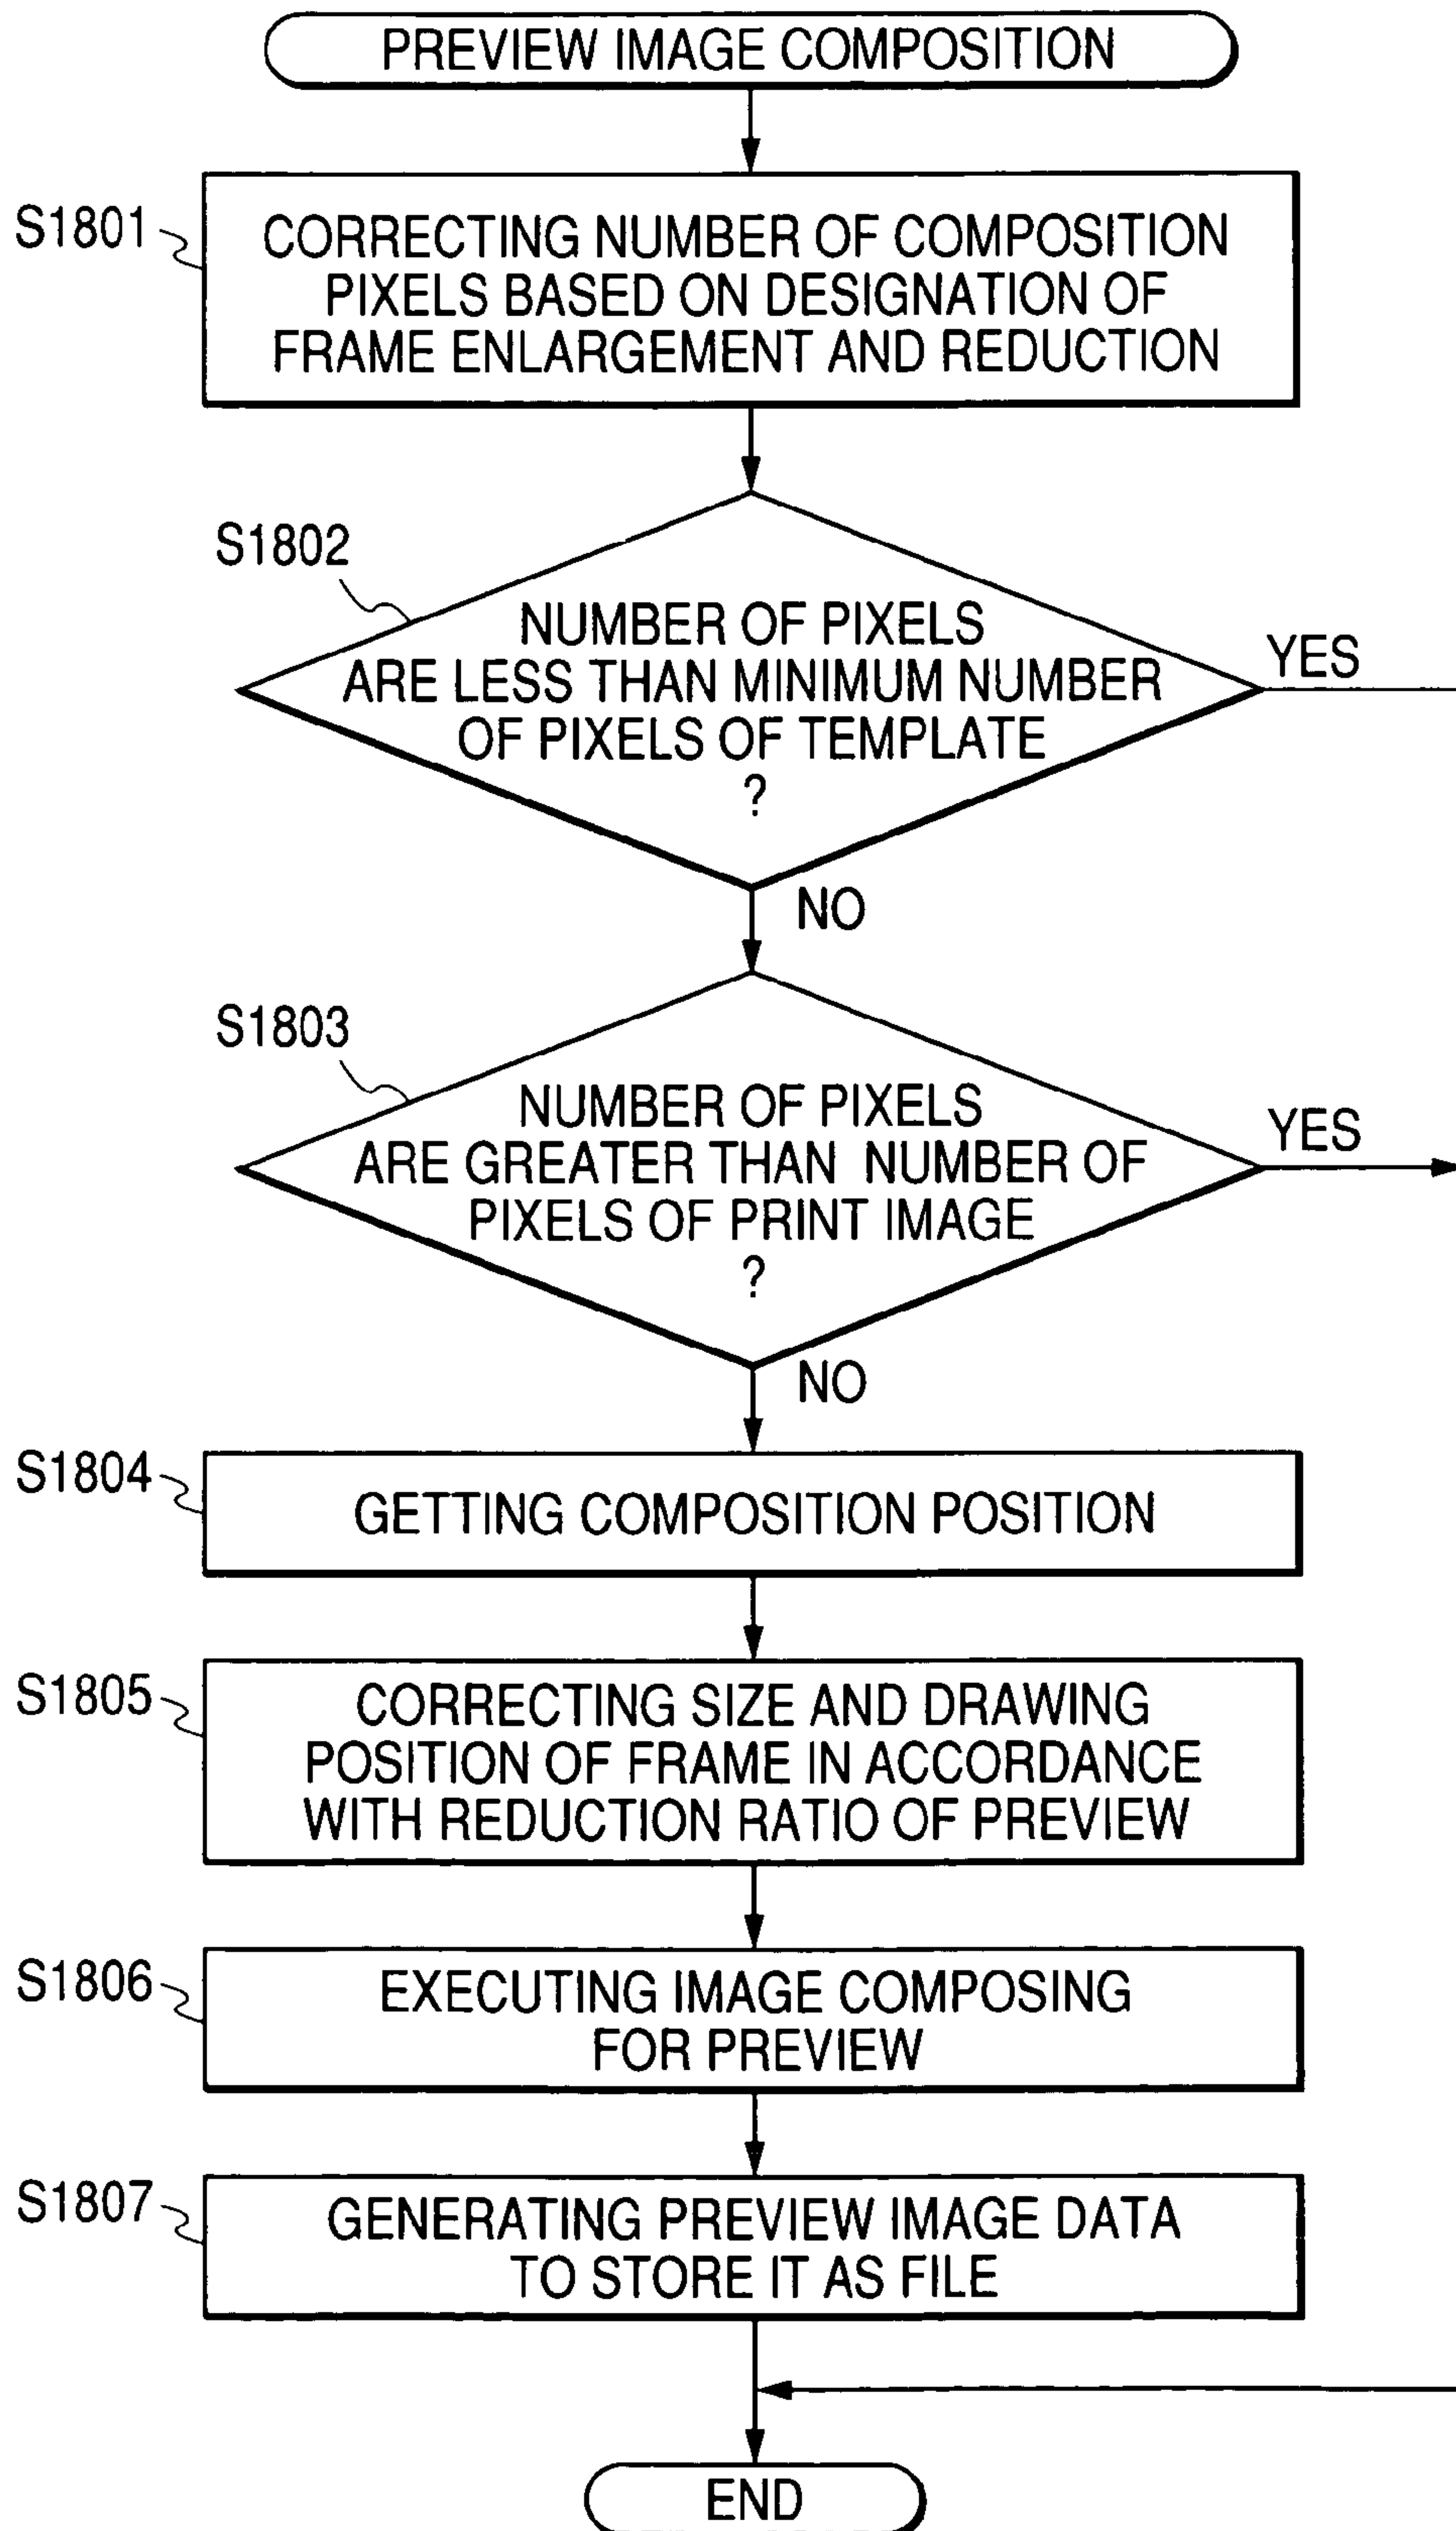 PREVIEW IMAGE COMPOSITION
S1801
CORRECTING NUMBER OF COMPOSITION
PIXELS BASED ON DESIGNATION OF
FRAME ENLARGEMENT AND REDUCTION
S1802
NUMBER OF PIXELS
ARE LESS THAN MINIMUM NUMBER
OF PIXELS OF TEMPLATE
?
YES
NO
S1803
NUMBER OF PIXELS
ARE GREATER THAN NUMBER OF
PIXELS OF PRINT IMAGE
?
YES
NO
S1804
GETTING COMPOSITION POSITION
S1805
CORRECTING SIZE AND DRAWING
POSITION OF FRAME IN ACCORDANCE
WITH REDUCTION RATIO OF PREVIEW
S1806
EXECUTING IMAGE COMPOSING
FOR PREVIEW
S1807
GENERATING PREVIEW IMAGE DATA
TO STORE IT AS FILE
END